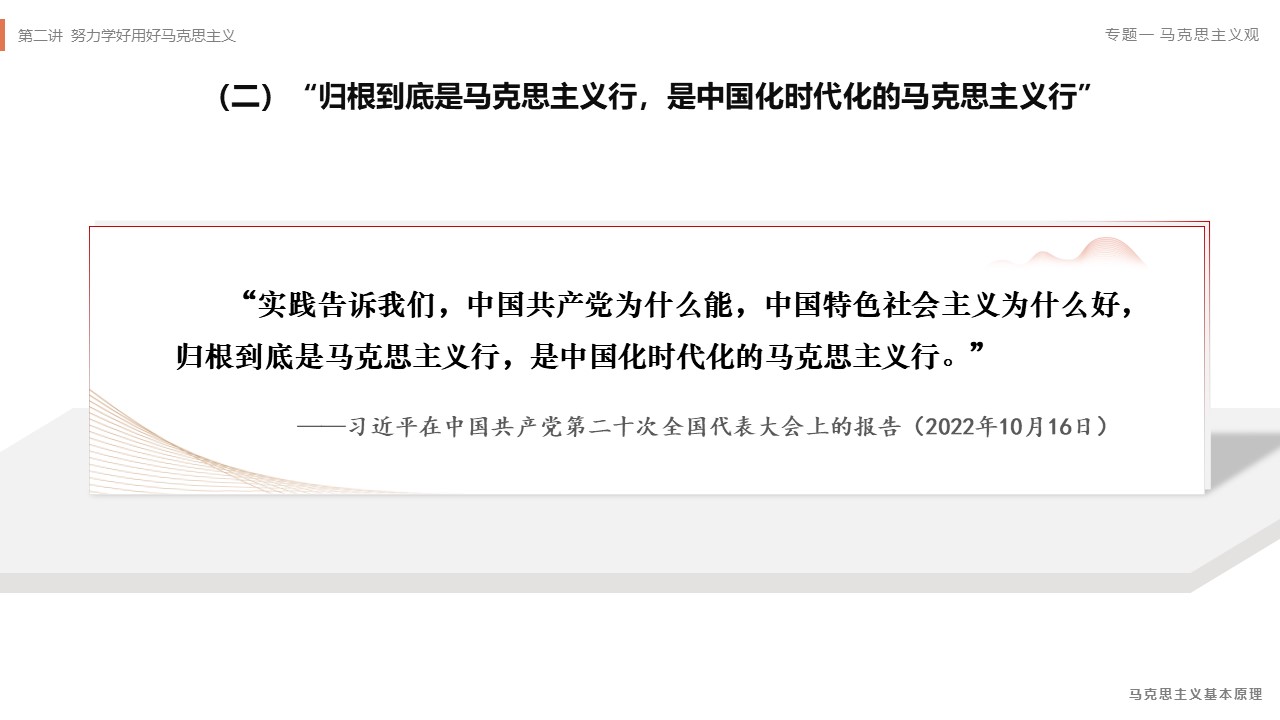 第二讲 努力学好用好马克思主义
专题一 马克思主义观
（二）“归根到底是马克思主义行，是中国化时代化的马克思主义行”
“实践告诉我们，中国共产党为什么能，中国特色社会主义为什么好，
归根到底是马克思主义行，是中国化时代化的马克思主义行。”
——习近平在中国共产党第二十次全国代表大会上的报告（2022年10月16日）
马克思主义基本原理